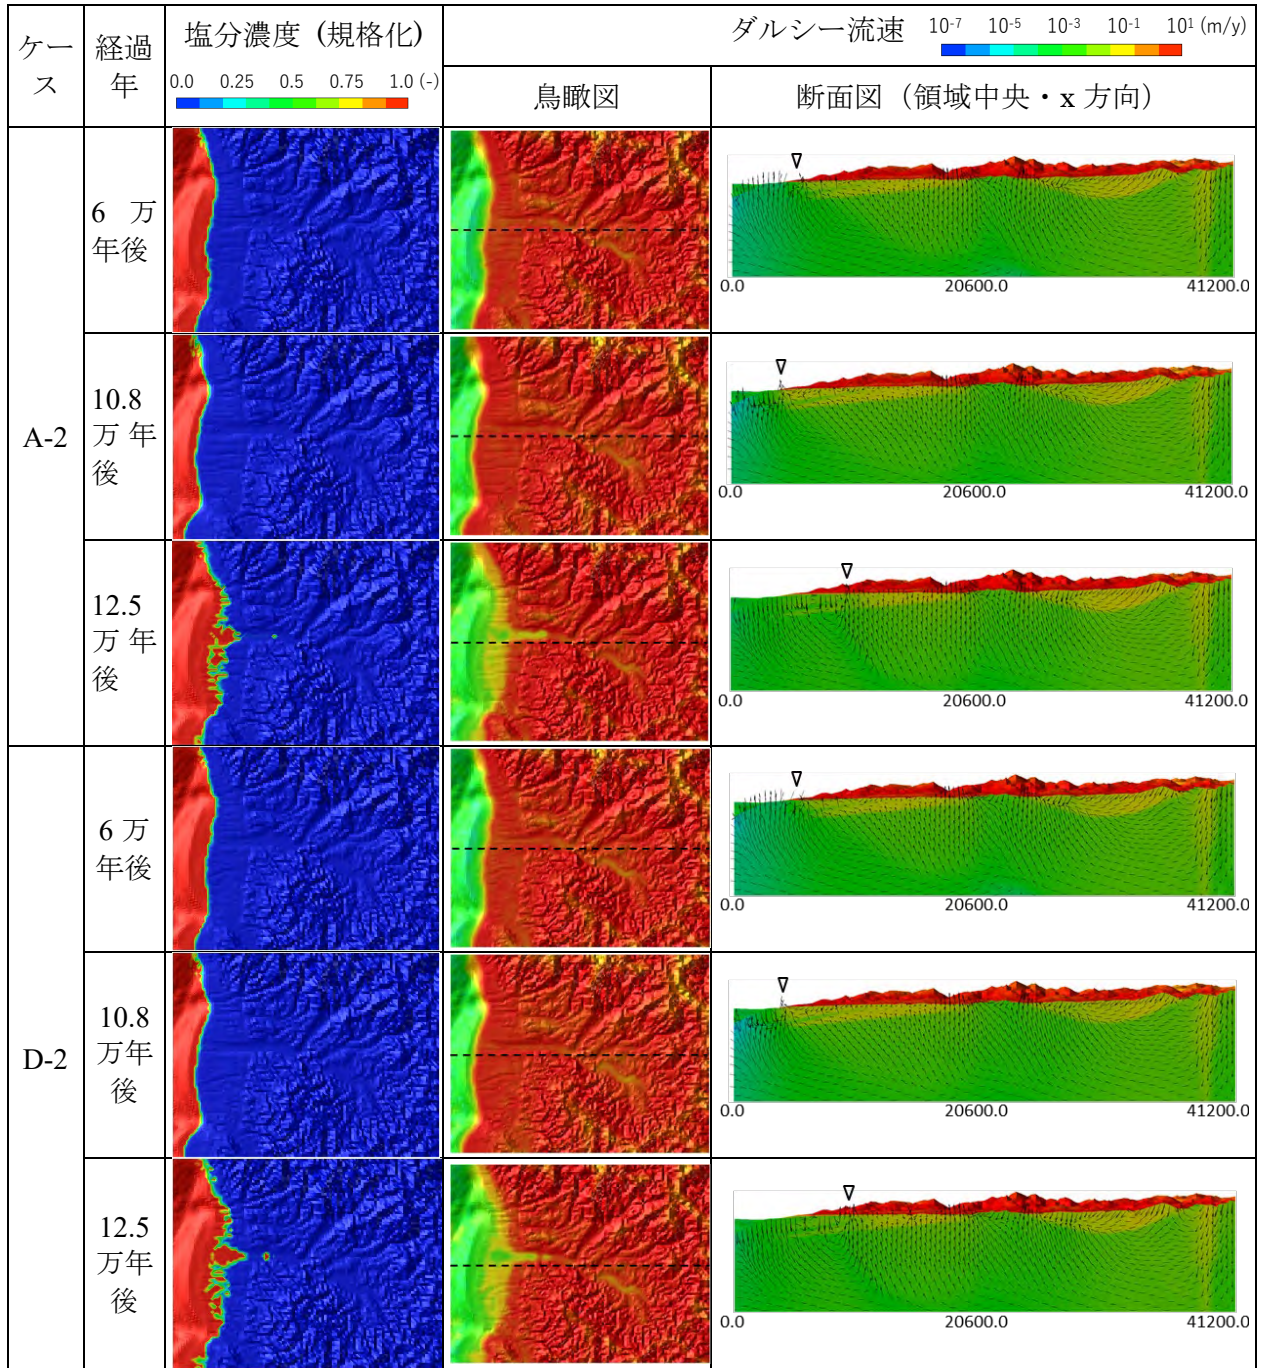 ケー
ス
経過
年
塩分濃度 (規格化)
0.0 0.25 0.5 0.75 1.0 (-)
ダルシー流速 10⁻⁷ 10⁻⁵ 10⁻³ 10⁻¹ 10¹ (m/y)
鳥瞰図
断面図（領域中央・x 方向）
A-2
6 万
年後
0.0 20600.0 41200.0
10.8
万 年
後
0.0 20600.0 41200.0
12.5
万 年
後
0.0 20600.0 41200.0
D-2
6 万
年後
0.0 20600.0 41200.0
10.8
万年
後
0.0 20600.0 41200.0
12.5
万年
後
0.0 20600.0 41200.0